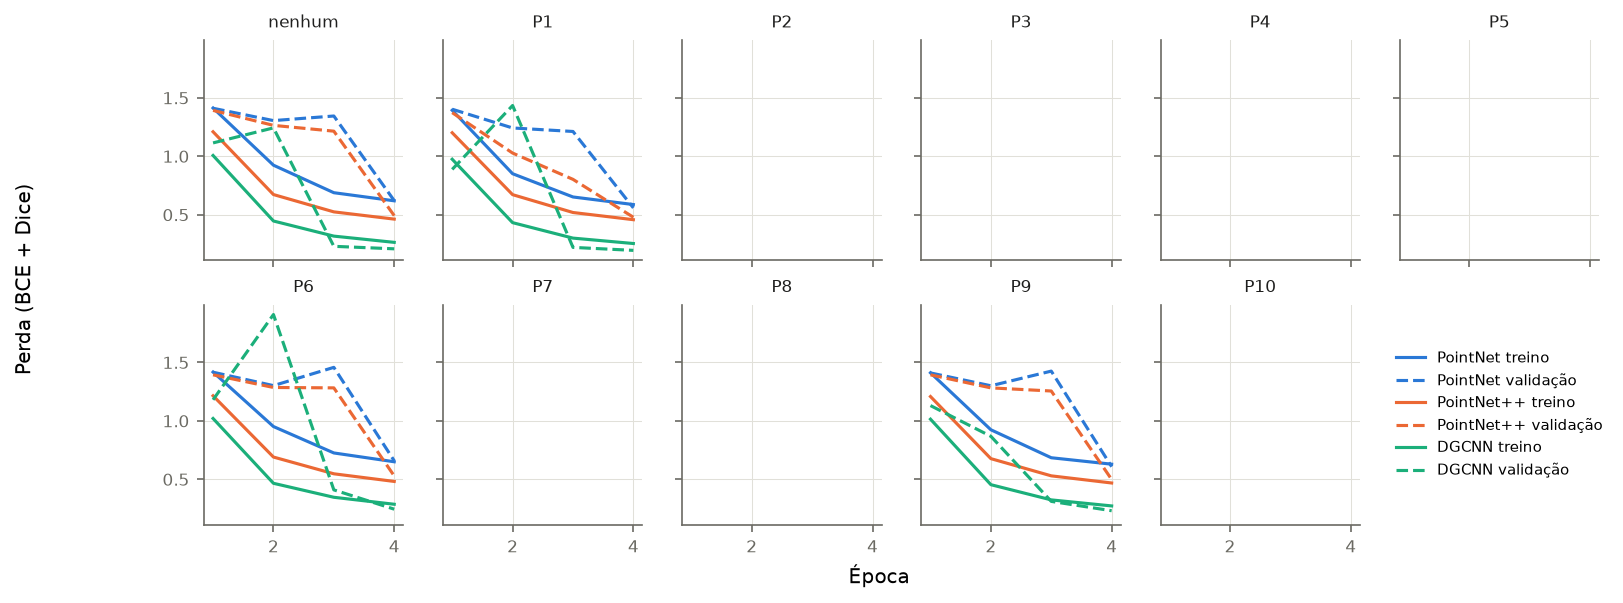 nenhum
P1
P2
P3
P4
P5
1.5
1.0
0.5
Perda (BCE + Dice)
P6
P7
P8
P9
P10
1.5
1.0
0.5
2
4
2
4
2
4
2
4
2
4
Época
PointNet treino
PointNet validação
PointNet++ treino
PointNet++ validação
DGCNN treino
DGCNN validação